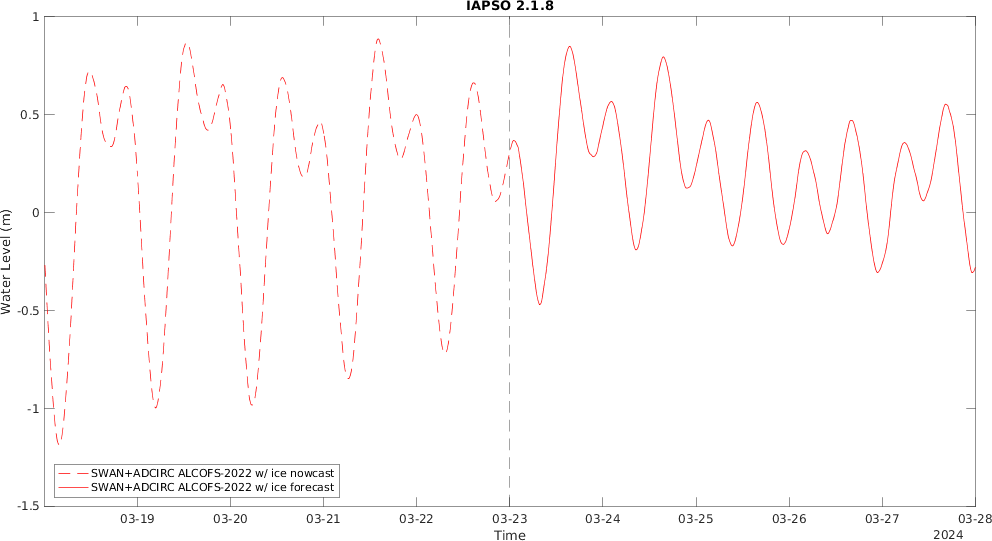 IAPSO 2.1.8
1
0.5
0
-0.5
-1
-1.5
Water Level (m)
SWAN+ADCIRC ALCOFS-2022 w/ ice nowcast
SWAN+ADCIRC ALCOFS-2022 w/ ice forecast
03-19 03-20 03-21 03-22 03-23 03-24 03-25 03-26 03-27 03-28
Time
2024